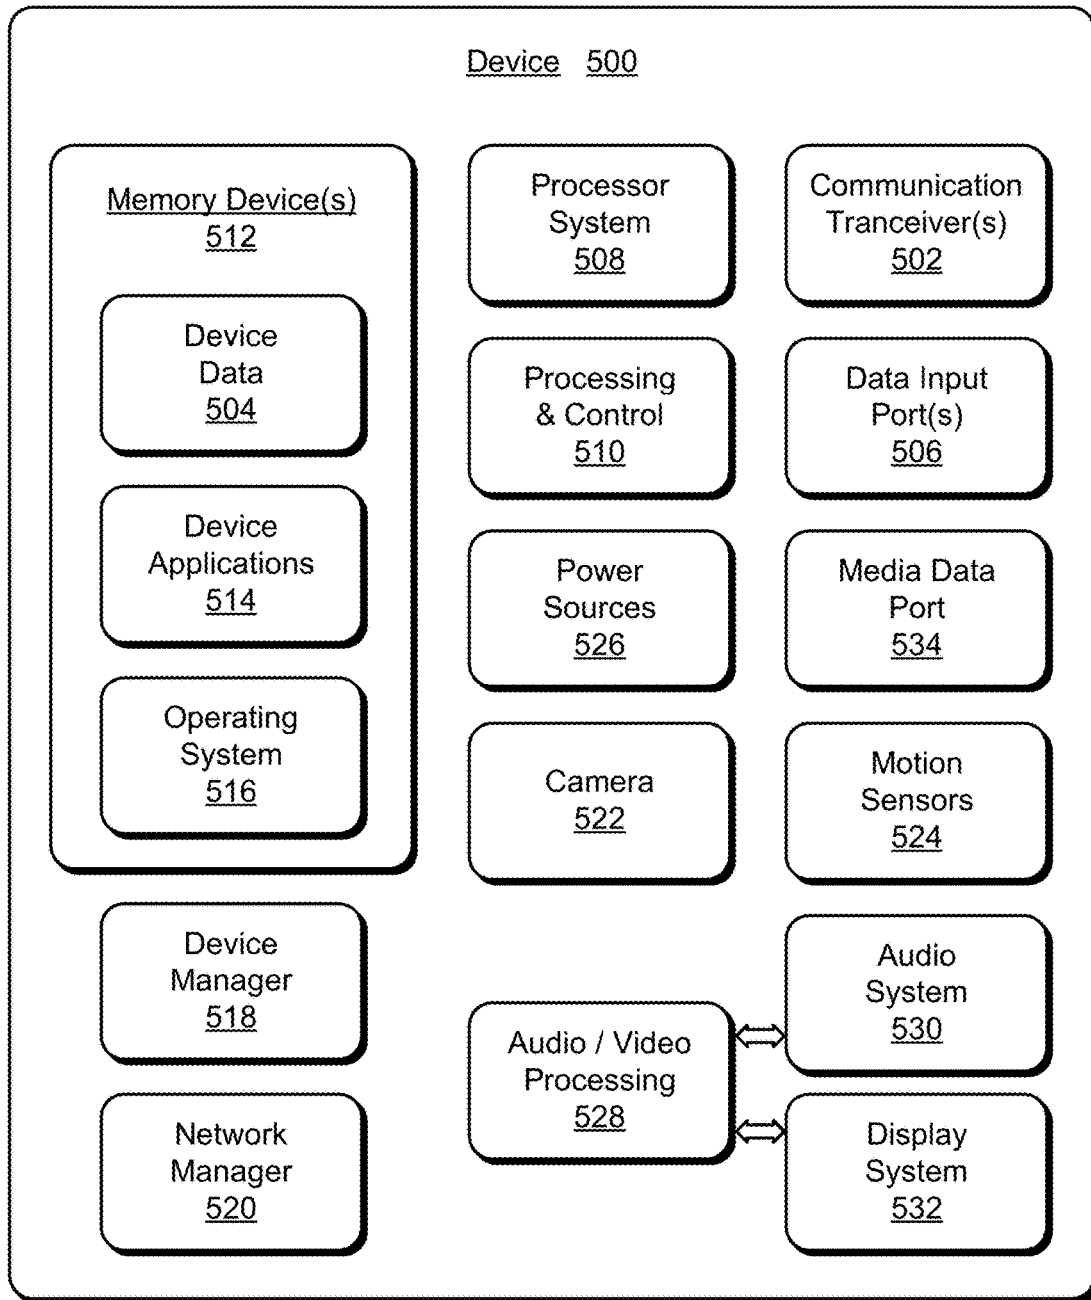 Device 500
Memory Device(s)
512
Device
Data
504
Device
Applications
514
Operating
System
516
Device
Manager
518
Network
Manager
520
Processor
System
508
Processing
& Control
510
Power
Sources
526
Camera
522
Audio / Video
Processing
528
Communication
Tranceiver(s)
502
Data Input
Port(s)
506
Media Data
Port
534
Motion
Sensors
524
Audio
System
530
Display
System
532